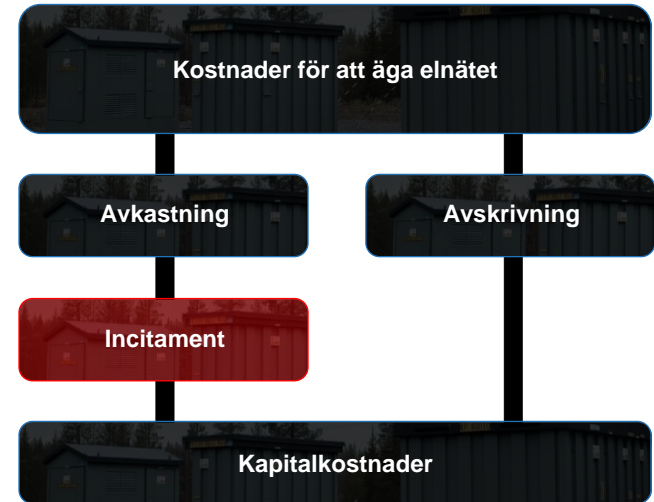 Kostnader för att äga elnätet
Avkastning
Avskrivning
Incitament
Kapitalkostnader